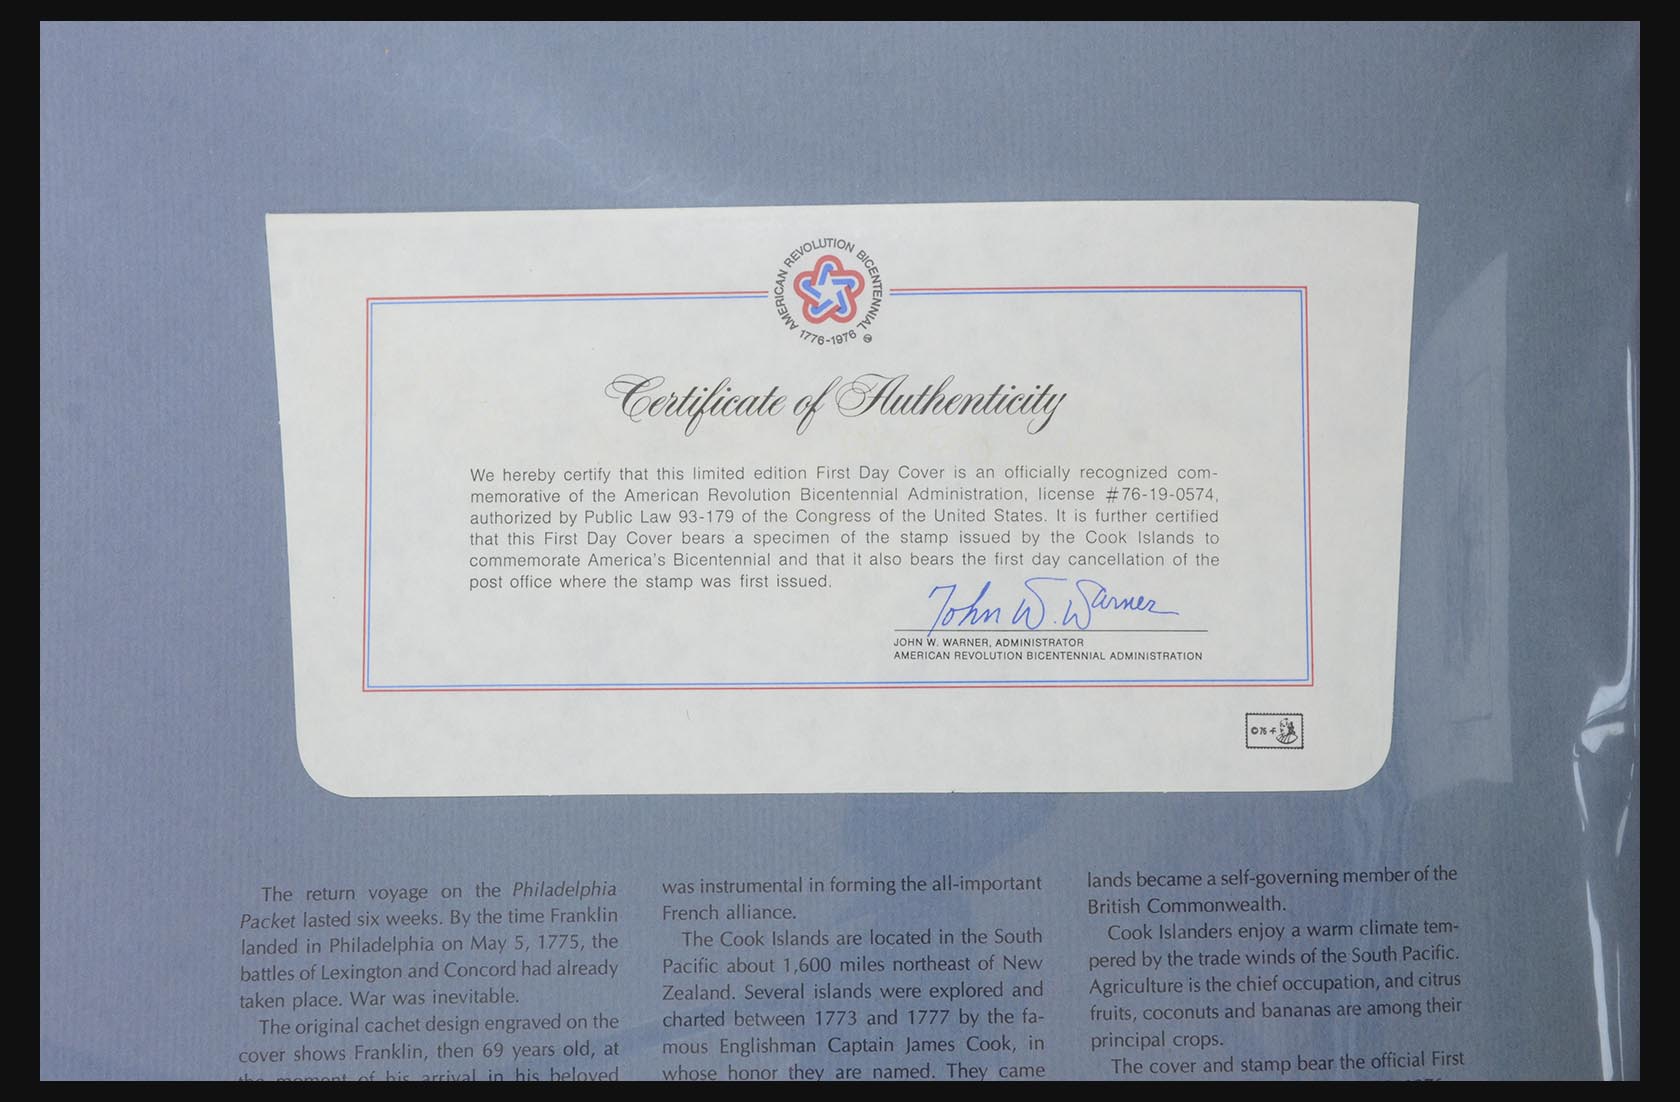 AMERICAN REVOLUTION BICENTENNIAL
1776-1976
Certificate of Authenticity
We hereby certify that this limited edition First Day Cover is an officially recognized com-
memorative of the American Revolution Bicentennial Administration, license #76-19-0574,
authorized by Public Law 93-179 of the Congress of the United States. It is further certified
that this First Day Cover bears a specimen of the stamp issued by the Cook Islands to
commemorate America's Bicentennial and that it also bears the first day cancellation of the
post office where the stamp was first issued.
John W. Warner
JOHN W. WARNER, ADMINISTRATOR
AMERICAN REVOLUTION BICENTENNIAL ADMINISTRATION
©76
The return voyage on the Philadelphia
Packet lasted six weeks. By the time Franklin
landed in Philadelphia on May 5, 1775, the
battles of Lexington and Concord had already
taken place. War was inevitable.
The original cachet design engraved on the
cover shows Franklin, then 69 years old, at
the moment of his arrival in his beloved
was instrumental in forming the all-important
French alliance.
The Cook Islands are located in the South
Pacific about 1,600 miles northeast of New
Zealand. Several islands were explored and
charted between 1773 and 1777 by the fa-
mous Englishman Captain James Cook, in
whose honor they are named. They came
lands became a self-governing member of the
British Commonwealth.
Cook Islanders enjoy a warm climate tem-
pered by the trade winds of the South Pacific.
Agriculture is the chief occupation, and citrus
fruits, coconuts and bananas are among their
principal crops.
The cover and stamp bear the official First